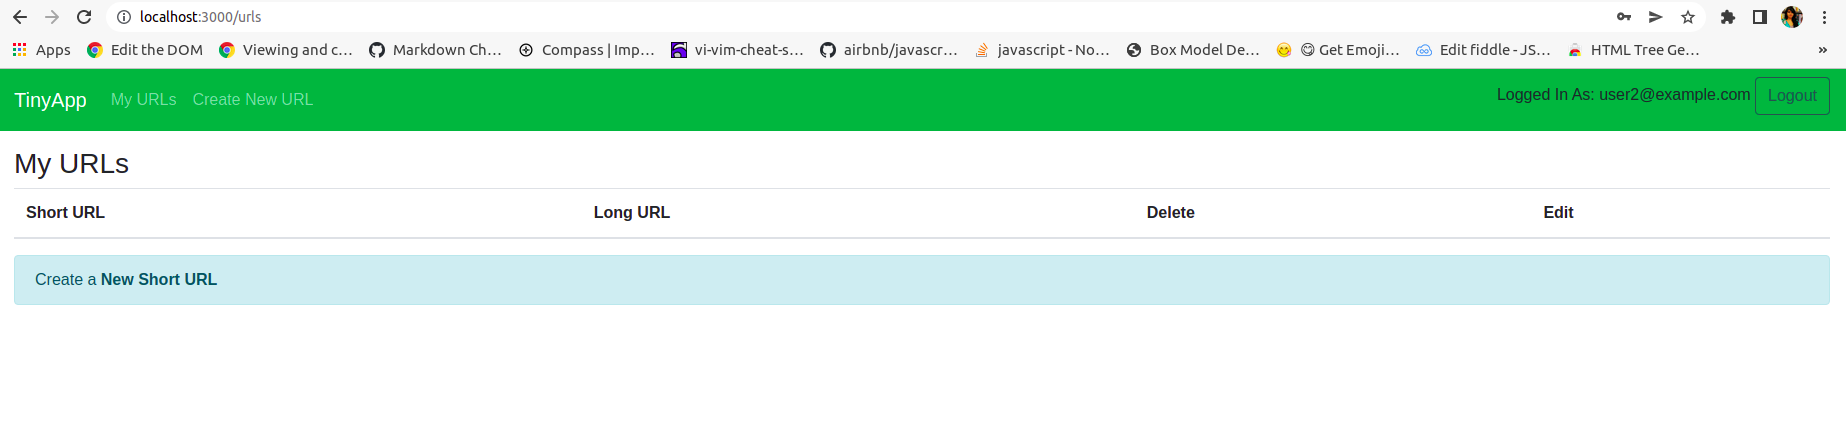 localhost:3000/urls
Apps Edit the DOM Viewing and c... Markdown Ch... Compass | Imp... vi-vim-cheat-s... airbnb/javascr... javascript - No... Box Model De... 😋 Get Emoji... Edit fiddle - JS... HTML Tree Ge... »
TinyApp My URLs Create New URL Logged In As: user2@example.com Logout
My URLs
Short URL Long URL Delete Edit
Create a New Short URL